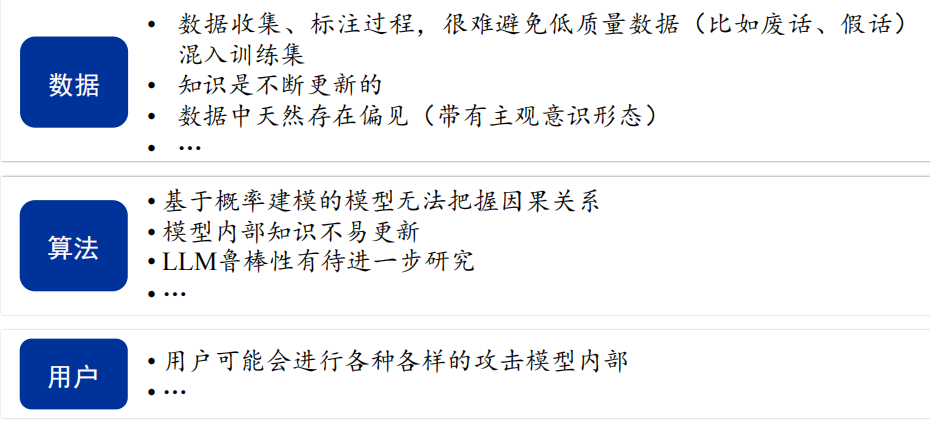 数据
• 数据收集、标注过程，很难避免低质量数据（比如废话、假话）
混入训练集
• 知识是不断更新的
• 数据中天然存在偏见（带有主观意识形态）
• …
算法
• 基于概率建模的模型无法把握因果关系
• 模型内部知识不易更新
• LLM鲁棒性有待进一步研究
• …
用户
• 用户可能会进行各种各样的攻击模型内部
• …